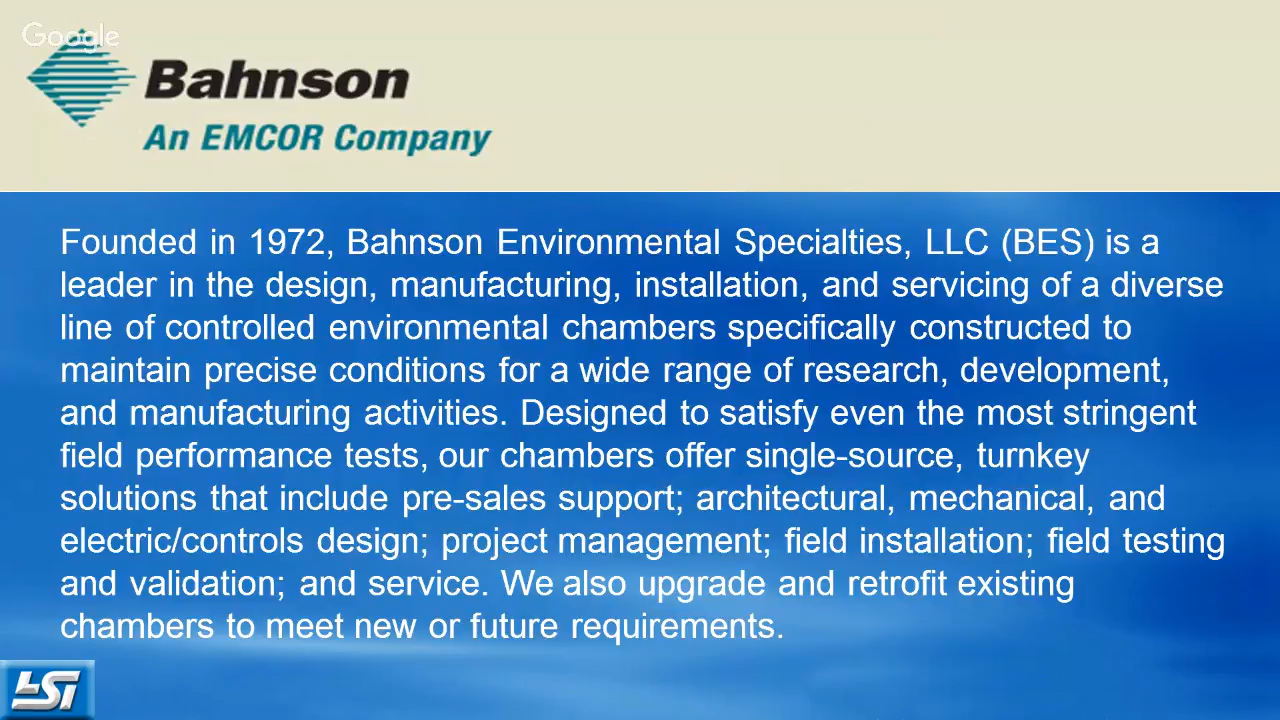 Google
Bahnson
An EMCOR Company
Founded in 1972, Bahnson Environmental Specialties, LLC (BES) is a
leader in the design, manufacturing, installation, and servicing of a diverse
line of controlled environmental chambers specifically constructed to
maintain precise conditions for a wide range of research, development,
and manufacturing activities. Designed to satisfy even the most stringent
field performance tests, our chambers offer single-source, turnkey
solutions that include pre-sales support; architectural, mechanical, and
electric/controls design; project management; field installation; field testing
and validation; and service. We also upgrade and retrofit existing
chambers to meet new or future requirements.